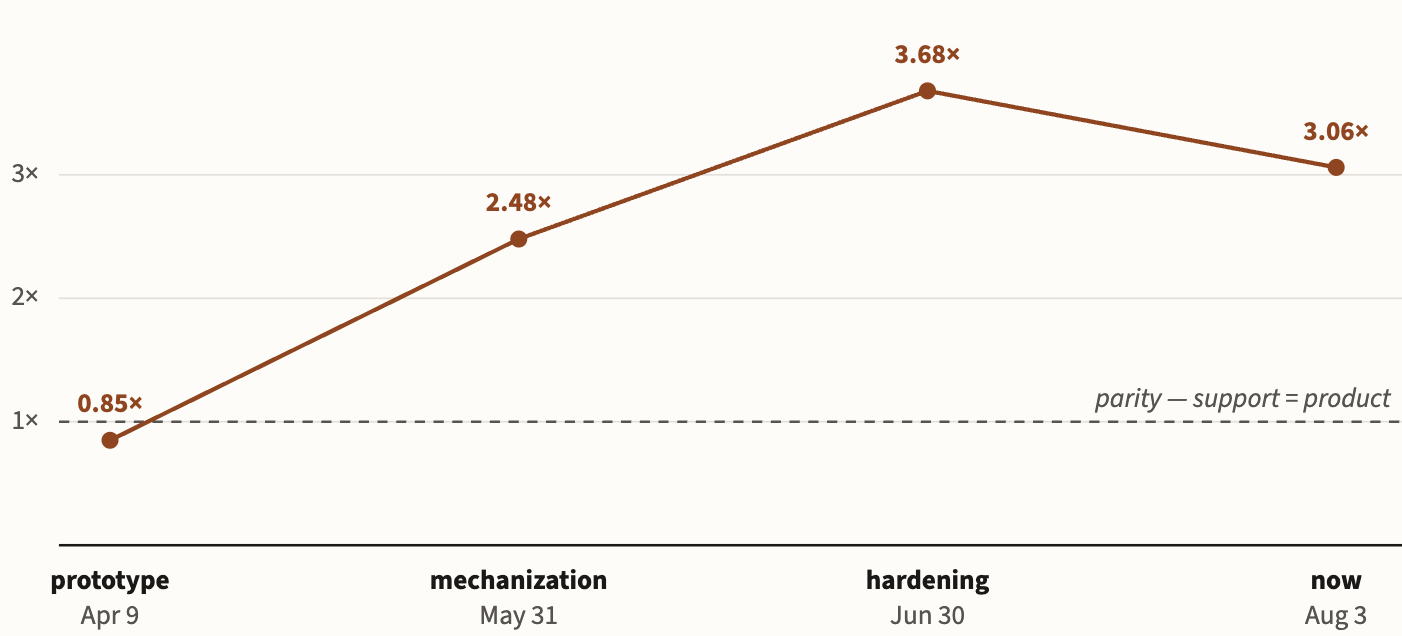 3.68×
3.06×
3×
2.48×
2×
0.85×
parity — support = product
1×
prototype mechanization hardening now
Apr 9 May 31 Jun 30 Aug 3